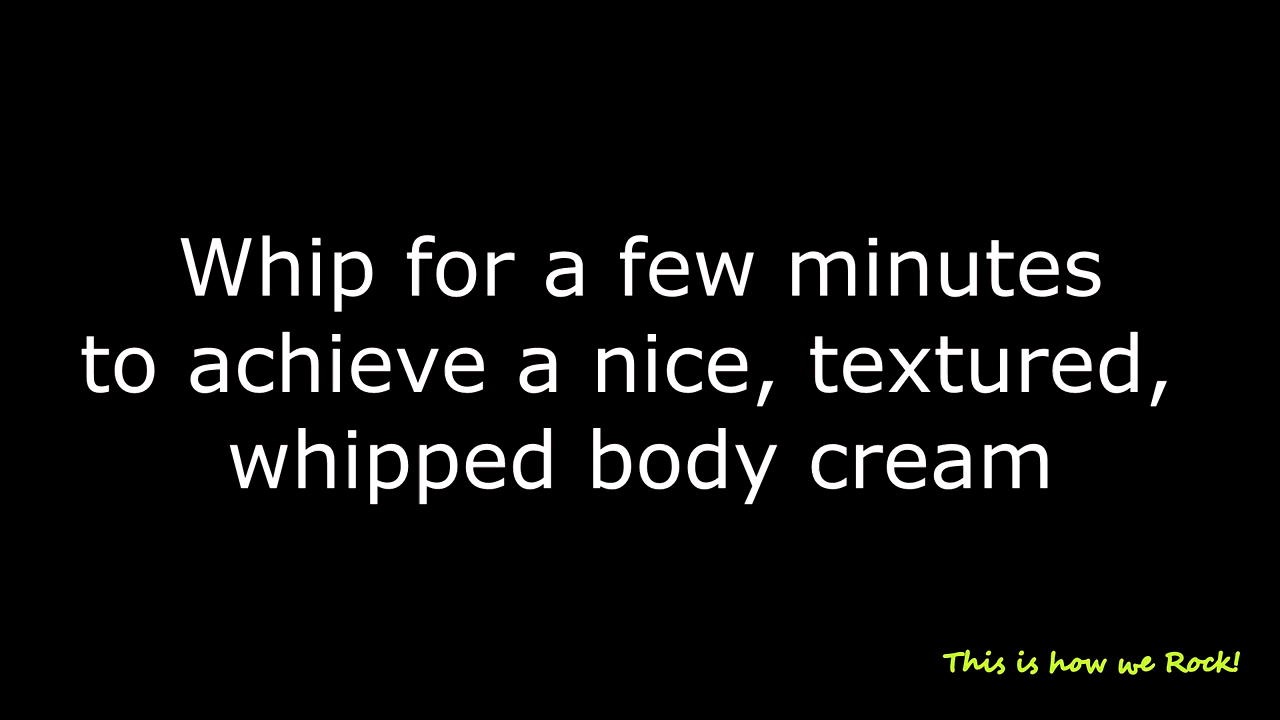 Whip for a few minutes
to achieve a nice, textured,
whipped body cream
This is how we Rock!